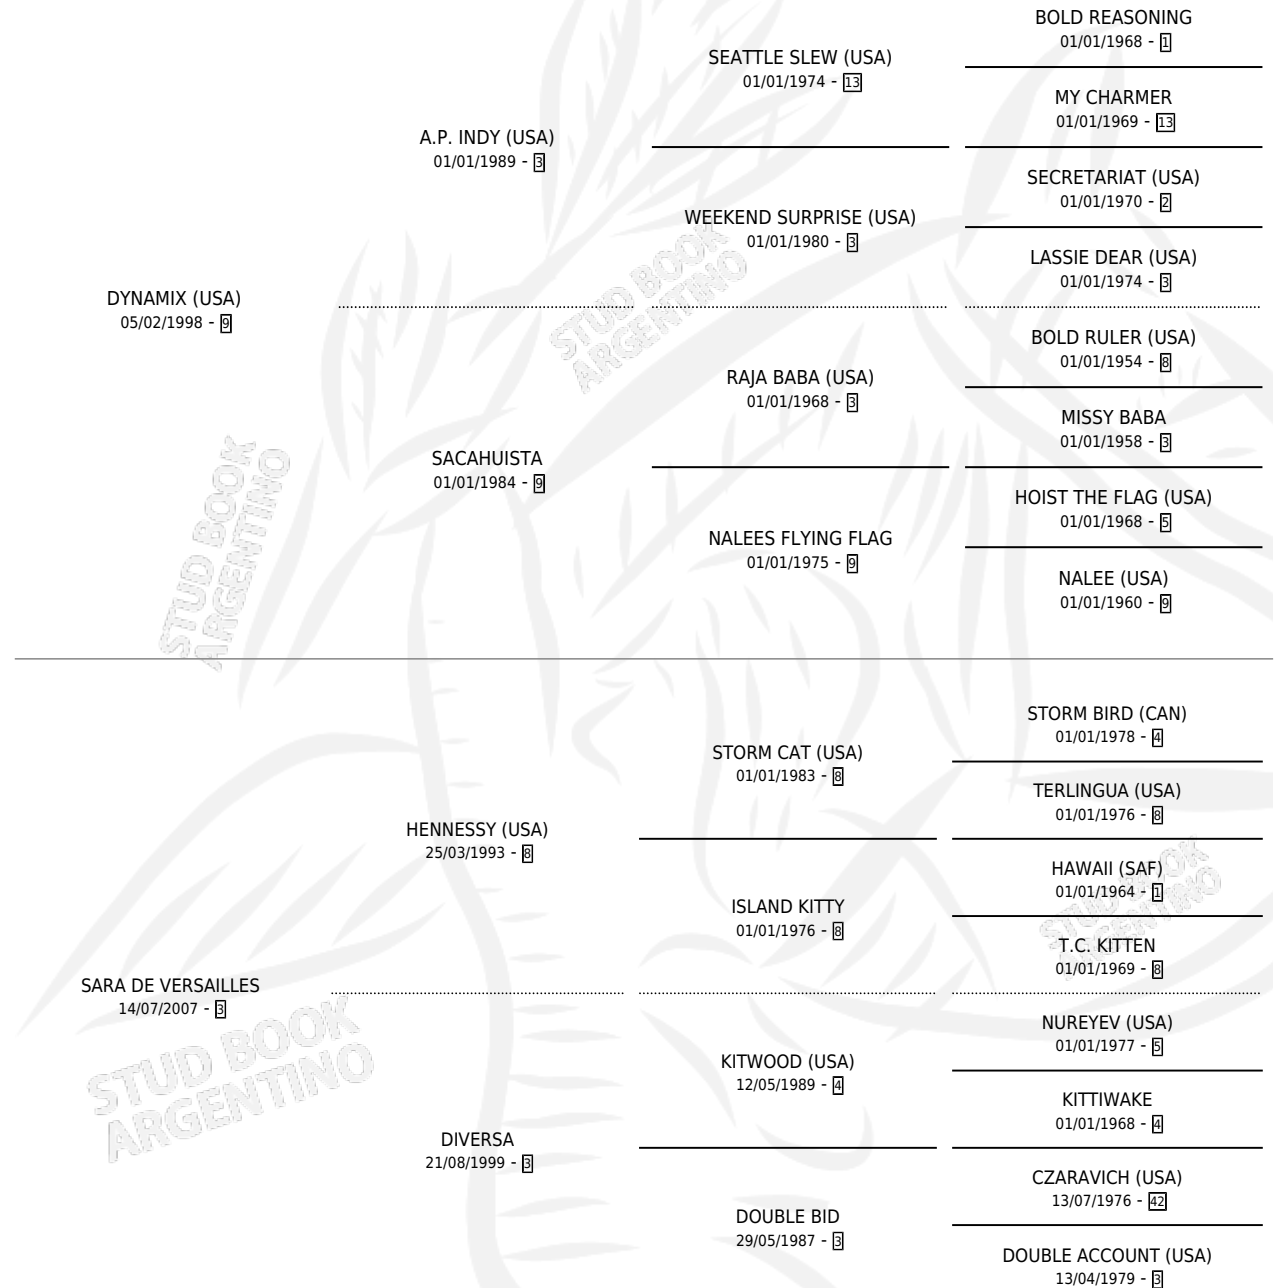 BOLD REASONING
01/01/1968 - 1
SEATTLE SLEW (USA)
01/01/1974 - 13
MY CHARMER
01/01/1969 - 13
A.P. INDY (USA)
01/01/1989 - 3
SECRETARIAT (USA)
01/01/1970 - 2
WEEKEND SURPRISE (USA)
01/01/1980 - 3
LASSIE DEAR (USA)
01/01/1974 - 3
DYNAMIX (USA)
05/02/1998 - 9
BOLD RULER (USA)
01/01/1954 - 8
RAJA BABA (USA)
01/01/1968 - 3
MISSY BABA
01/01/1958 - 3
SACAHUISTA
01/01/1984 - 9
HOIST THE FLAG (USA)
01/01/1968 - 5
NALEES FLYING FLAG
01/01/1975 - 9
NALEE (USA)
01/01/1960 - 9
STORM BIRD (CAN)
01/01/1978 - 4
STORM CAT (USA)
01/01/1983 - 8
TERLINGUA (USA)
01/01/1976 - 8
HENNESSY (USA)
25/03/1993 - 8
HAWAII (SAF)
01/01/1964 - 1
ISLAND KITTY
01/01/1976 - 8
T.C. KITTEN
01/01/1969 - 8
SARA DE VERSAILLES
14/07/2007 - 3
NUREYEV (USA)
01/01/1977 - 5
KITWOOD (USA)
12/05/1989 - 4
KITTIWAKE
01/01/1968 - 4
DIVERSA
21/08/1999 - 3
CZARAVICH (USA)
13/07/1976 - 42
DOUBLE BID
29/05/1987 - 3
DOUBLE ACCOUNT (USA)
13/04/1979 - 3
STUD BOOK
ARGENTINO
STUD BOOK
ARGENTINO
STUD BOOK
ARGENTINO
STUD BOOK
ARGENTINO